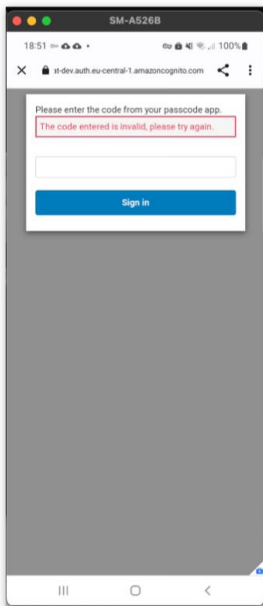 SM-A526B
18:51
100%
st-dev.auth.eu-central-1.amazoncognito.com
Please enter the code from your passcode app.
The code entered is invalid, please try again.
Sign in